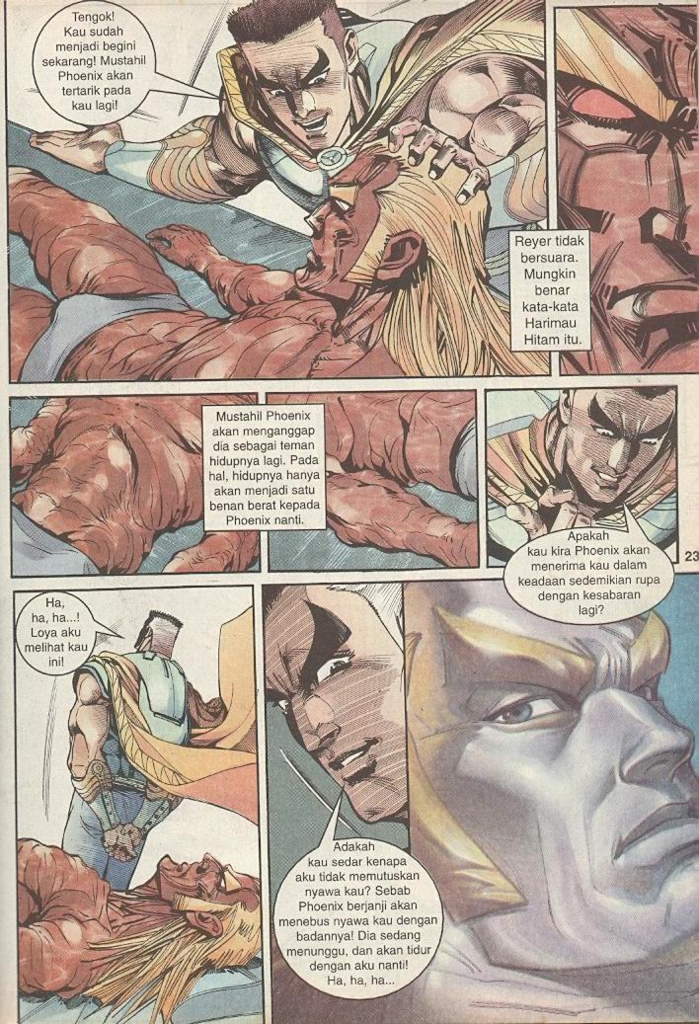 Tengok!
Kau sudah
menjadi begini
sekarang! Mustahil
Phoenix akan
tertarik pada
kau lagi!
Reyer tidak
bersuara.
Mungkin
benar
kata-kata
Harimau
Hitam itu.
Mustahil Phoenix
akan menganggap
dia sebagai teman
hidupnya lagi. Pada
hal, hidupnya hanya
akan menjadi satu
benan berat kepada
Phoenix nanti.
Apakah
kau kira Phoenix akan
menerima kau dalam
keadaan sedemikian rupa
dengan kesabaran
lagi?
23
Ha,
ha, ha...!
Loya aku
melihat kau
ini!
Adakah
kau sedar kenapa
aku tidak memutuskan
nyawa kau? Sebab
Phoenix berjanji akan
menebus nyawa kau dengan
badannya! Dia sedang
menunggu, dan akan tidur
dengan aku nanti!
Ha, ha, ha...